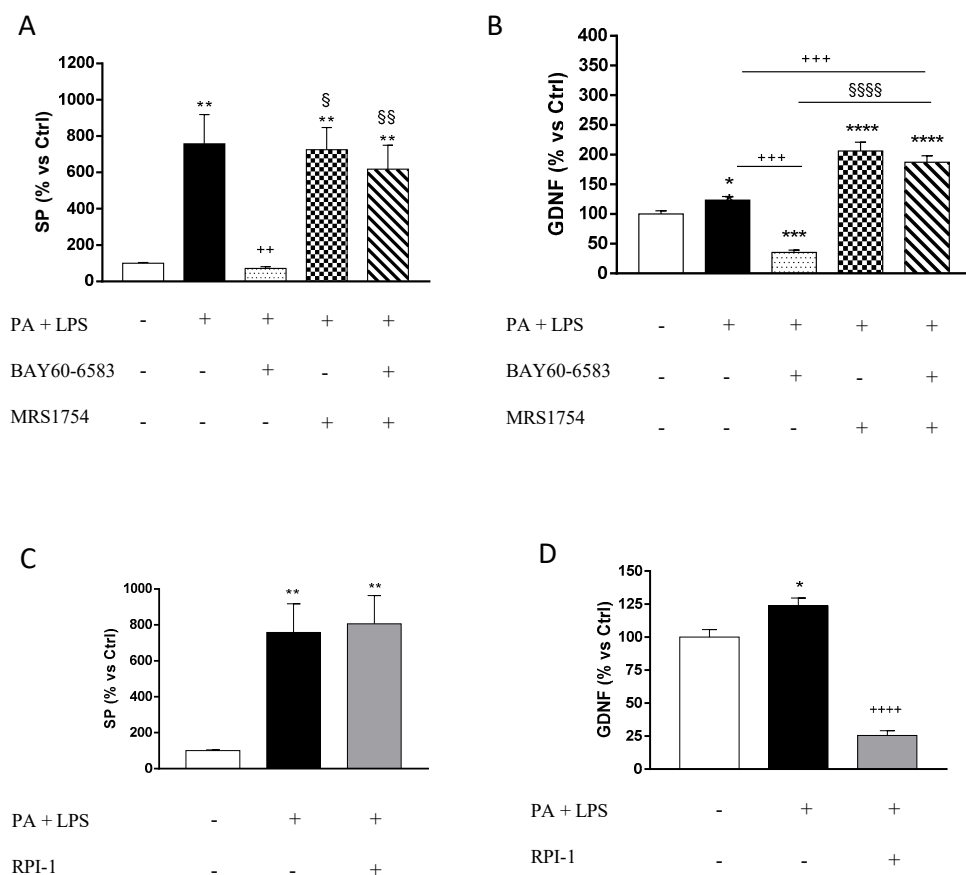 A
SP (% vs Ctrl)
1200
1000
800
600
400
200
0
**
++
§
**
§§
**
PA + LPS - + + + +
BAY60-6583 - - + - +
MRS1754 - - - + +
B
GDNF (% vs Ctrl)
400
350
300
250
200
150
100
50
0
+++
§§§§
+++
*
*
***
****
****
PA + LPS - + + + +
BAY60-6583 - - + - +
MRS1754 - - - + +
C
SP (% vs Ctrl)
1000
800
600
400
200
0
**
**
PA + LPS - + +
RPI-1 - - +
D
GDNF (% vs Ctrl)
150
125
100
75
50
25
0
*
++++
PA + LPS - + +
RPI-1 - - +